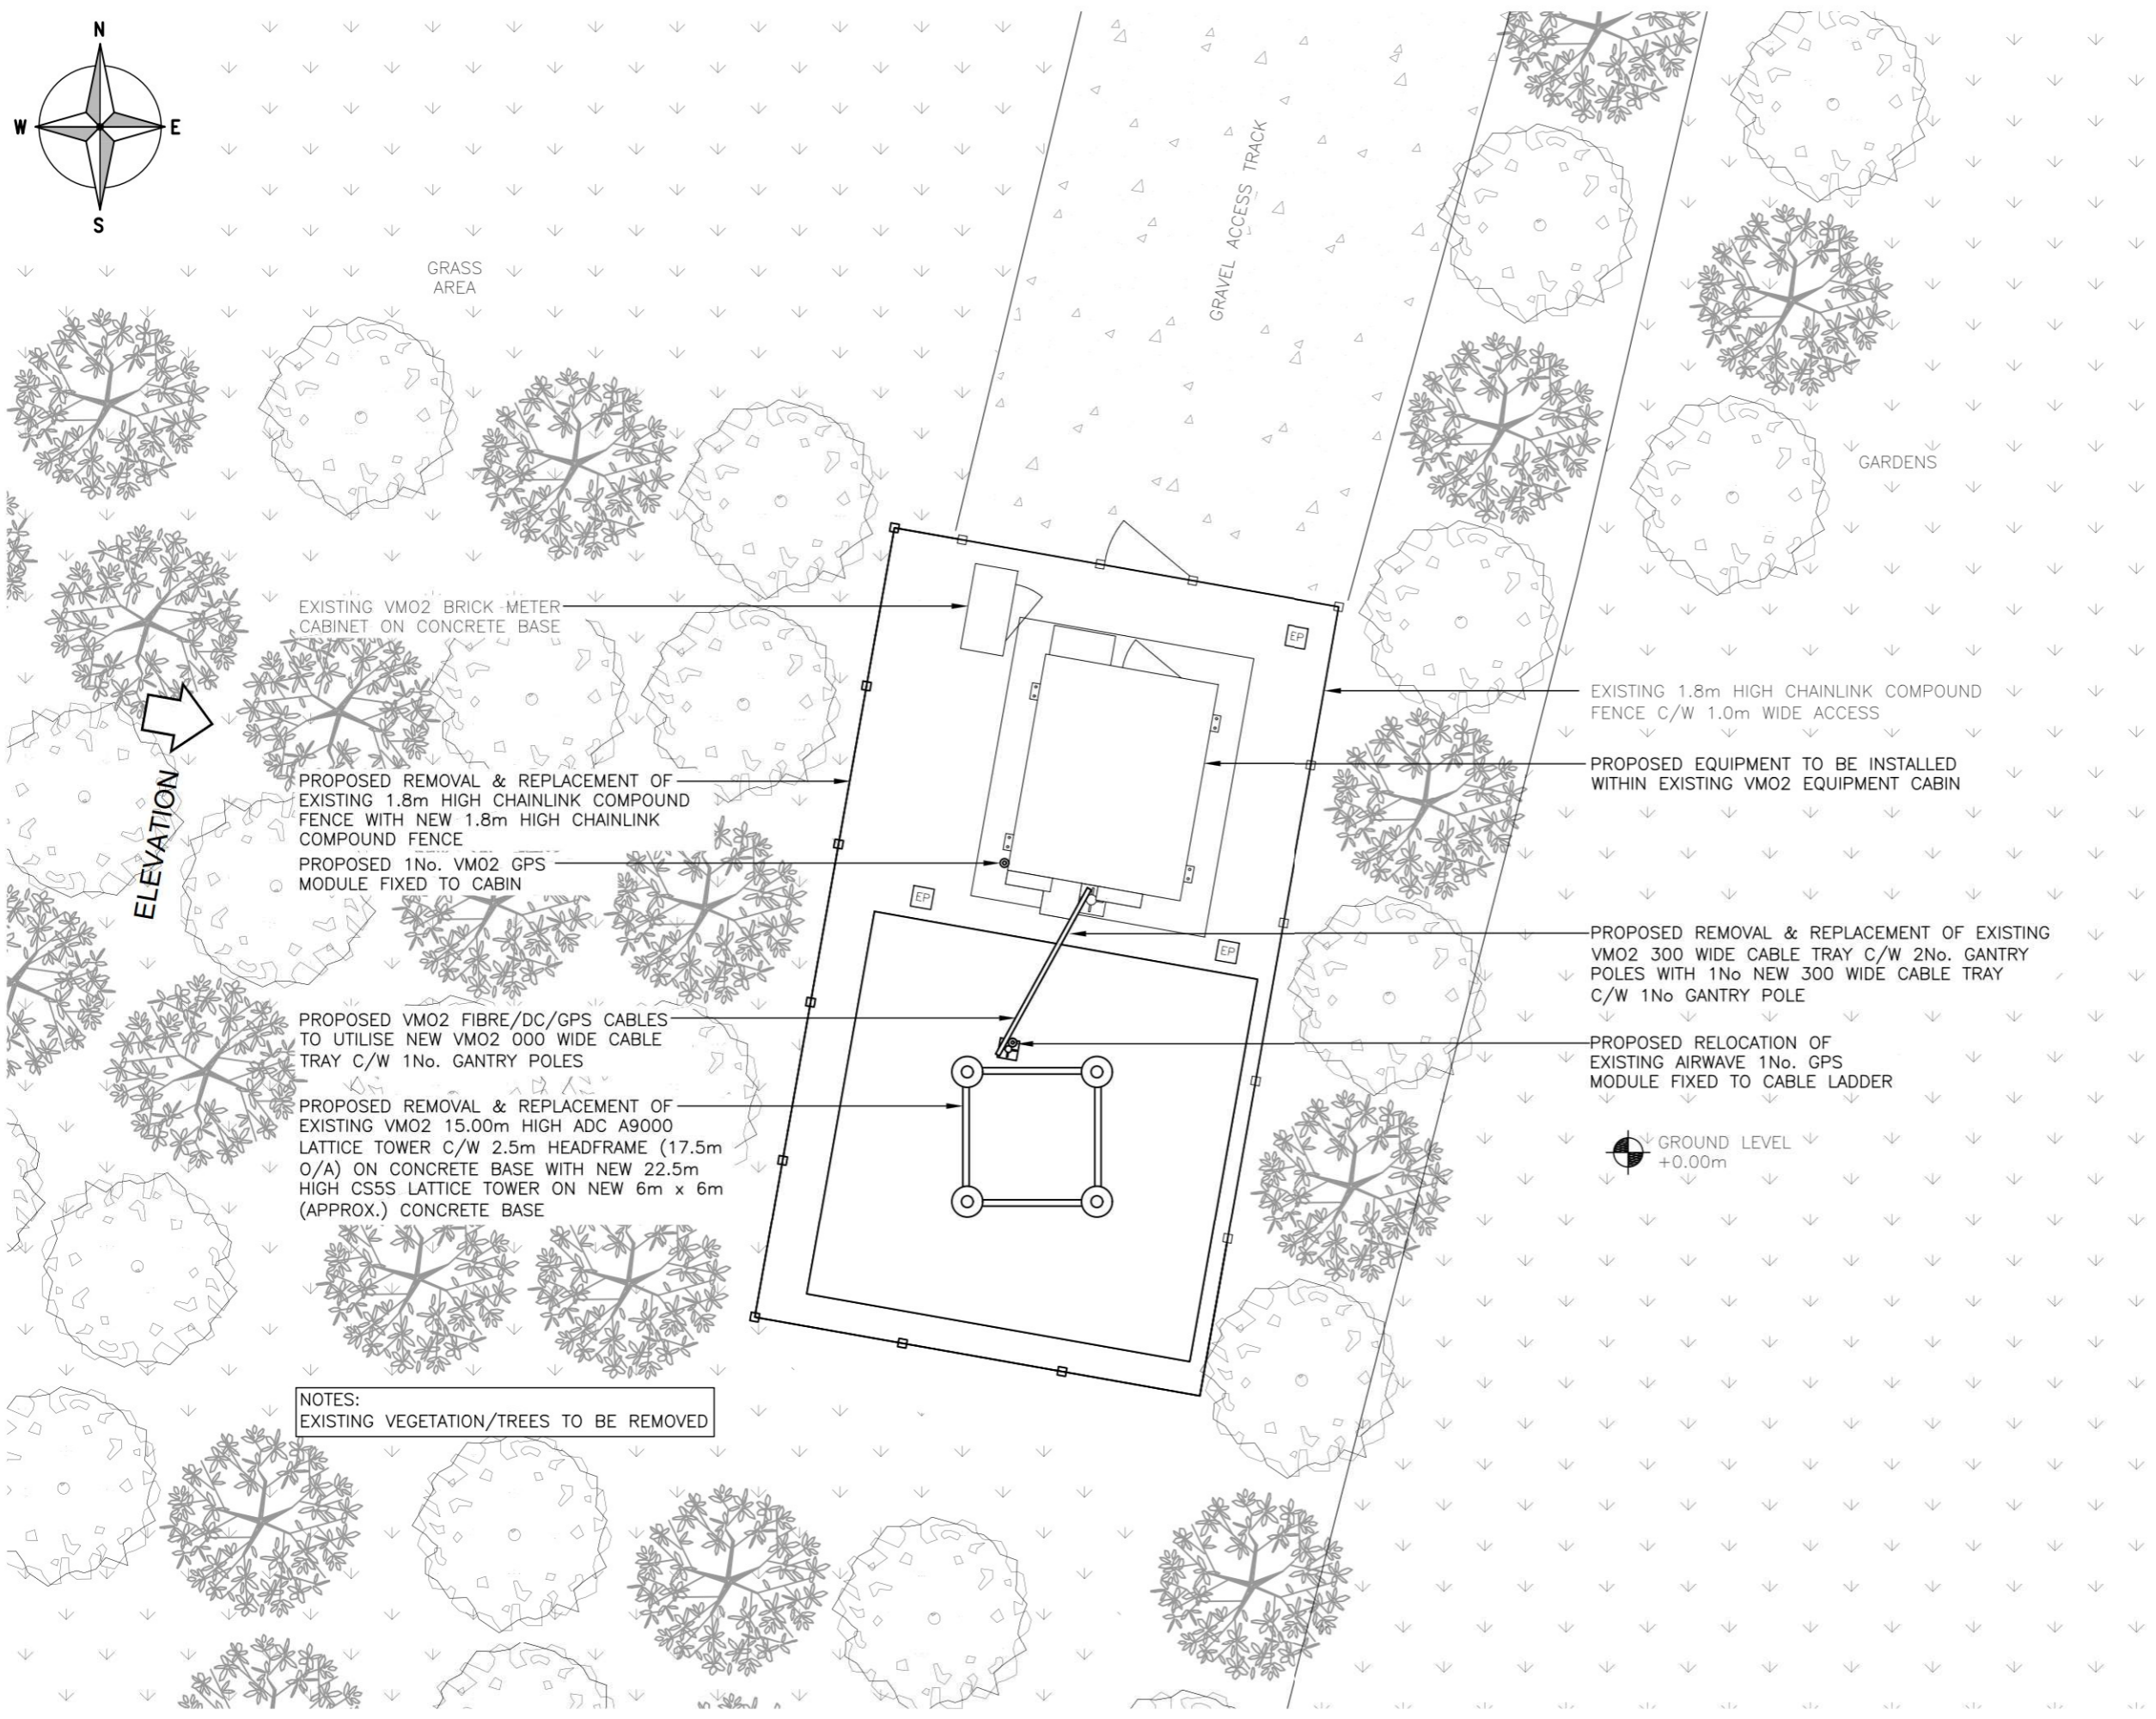 N
W
E
S
GRASS
AREA
GRAVEL ACCESS TRACK
GARDENS
EXISTING VMO2 BRICK METER
CABINET ON CONCRETE BASE
EP
EXISTING 1.8m HIGH CHAINLINK COMPOUND
FENCE C/W 1.0m WIDE ACCESS
PROPOSED EQUIPMENT TO BE INSTALLED
WITHIN EXISTING VMO2 EQUIPMENT CABIN
ELEVATION
PROPOSED REMOVAL & REPLACEMENT OF
EXISTING 1.8m HIGH CHAINLINK COMPOUND
FENCE WITH NEW 1.8m HIGH CHAINLINK
COMPOUND FENCE
PROPOSED 1No. VMO2 GPS
MODULE FIXED TO CABIN
EP
EP
PROPOSED REMOVAL & REPLACEMENT OF EXISTING
VMO2 300 WIDE CABLE TRAY C/W 2No. GANTRY
POLES WITH 1No NEW 300 WIDE CABLE TRAY
C/W 1No GANTRY POLE
PROPOSED VMO2 FIBRE/DC/GPS CABLES
TO UTILISE NEW VMO2 000 WIDE CABLE
TRAY C/W 1No. GANTRY POLES
PROPOSED RELOCATION OF
EXISTING AIRWAVE 1No. GPS
MODULE FIXED TO CABLE LADDER
PROPOSED REMOVAL & REPLACEMENT OF
EXISTING VMO2 15.00m HIGH ADC A9000
LATTICE TOWER C/W 2.5m HEADFRAME (17.5m
O/A) ON CONCRETE BASE WITH NEW 22.5m
HIGH CS5S LATTICE TOWER ON NEW 6m x 6m
(APPROX.) CONCRETE BASE
GROUND LEVEL
+0.00m
NOTES:
EXISTING VEGETATION/TREES TO BE REMOVED